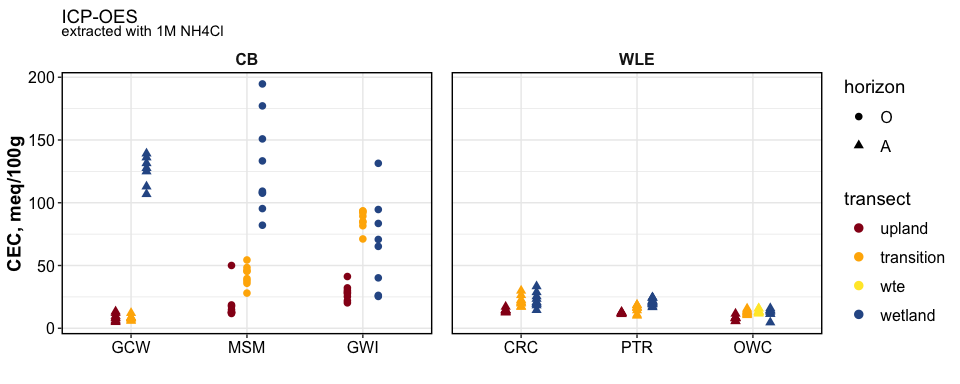 ICP-OES
extracted with 1M NH4Cl
CB
WLE
CEC, meq/100g
200
150
100
50
0
GCW
MSM
GWI
CRC
PTR
OWC
horizon
O
A
transect
upland
transition
wte
wetland